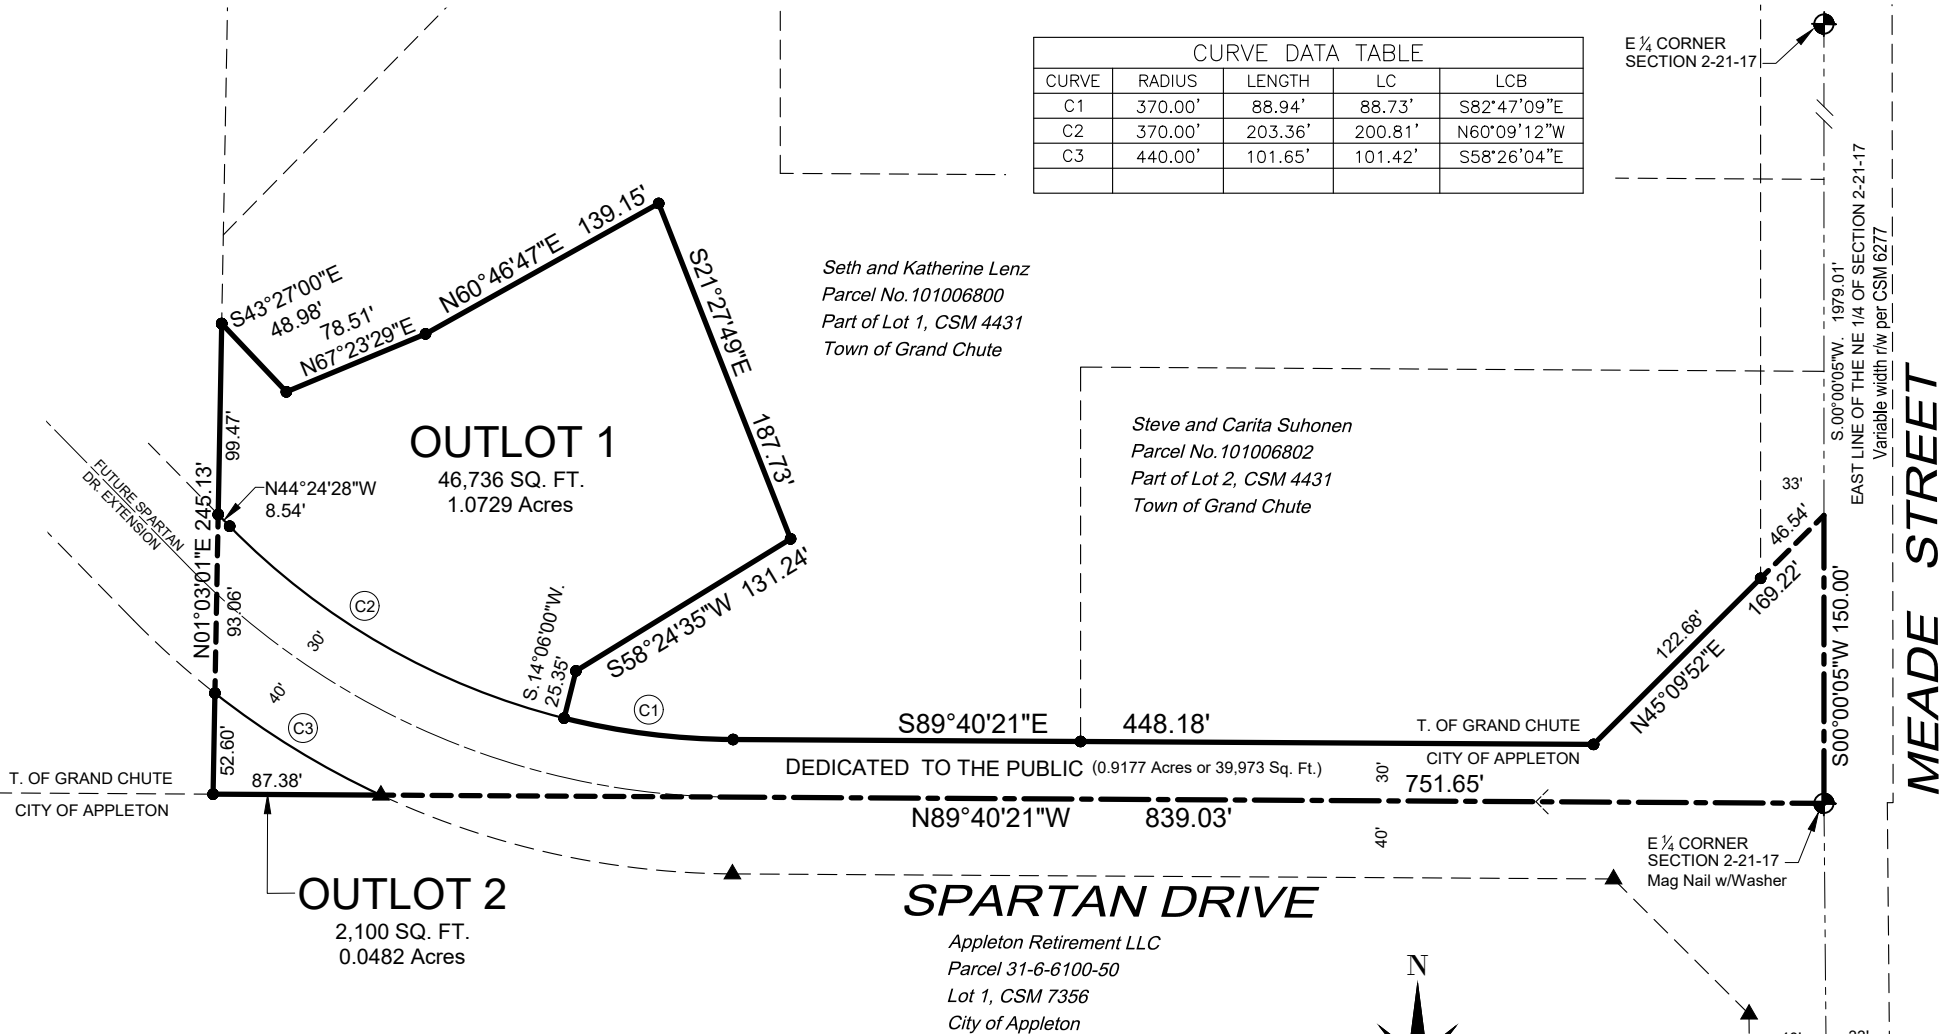 CURVE DATA TABLE
CURVE RADIUS LENGTH LC LCB
C1 370.00’ 88.94’ 88.73’ S82°47’09”E
C2 370.00’ 203.36’ 200.81’ N60°09’12”W
C3 440.00’ 101.65’ 101.42’ S58°26’04”E
E ¼ CORNER
SECTION 2-21-17
S.00°00'05"W. 1979.01'
EAST LINE OF THE NE 1/4 OF SECTION 2-21-17
Variable width r/w per CSM 6277
MEADE STREET
S43°27'00"E
48.98'
78.51'
N67°23'29"E
N60°46'47"E 139.15'
S21°27'49"E
187.73'
Seth and Katherine Lenz
Parcel No.101006800
Part of Lot 1, CSM 4431
Town of Grand Chute
Steve and Carita Suhonen
Parcel No.101006802
Part of Lot 2, CSM 4431
Town of Grand Chute
OUTLOT 1
46,736 SQ. FT.
1.0729 Acres
99.47'
N01°03'01"E 245.13'
93.06'
N44°24'28"W
8.54'
FUTURE SPARTAN
DR. EXTENSION
C2
30'
40'
C3
S.14°06'00"W.
25.35'
S58°24'35"W 131.24'
C1
33'
46.54'
169.22'
122.68'
N45°09'52"E
S00°00'05"W 150.00'
S89°40'21"E 448.18'
T. OF GRAND CHUTE
CITY OF APPLETON
DEDICATED TO THE PUBLIC (0.9177 Acres or 39,973 Sq. Ft.)
30'
751.65'
52.60'
87.38'
T. OF GRAND CHUTE
CITY OF APPLETON
N89°40'21"W 839.03'
40'
E ¼ CORNER
SECTION 2-21-17
Mag Nail w/Washer
OUTLOT 2
2,100 SQ. FT.
0.0482 Acres
SPARTAN DRIVE
Appleton Retirement LLC
Parcel 31-6-6100-50
Lot 1, CSM 7356
City of Appleton
N